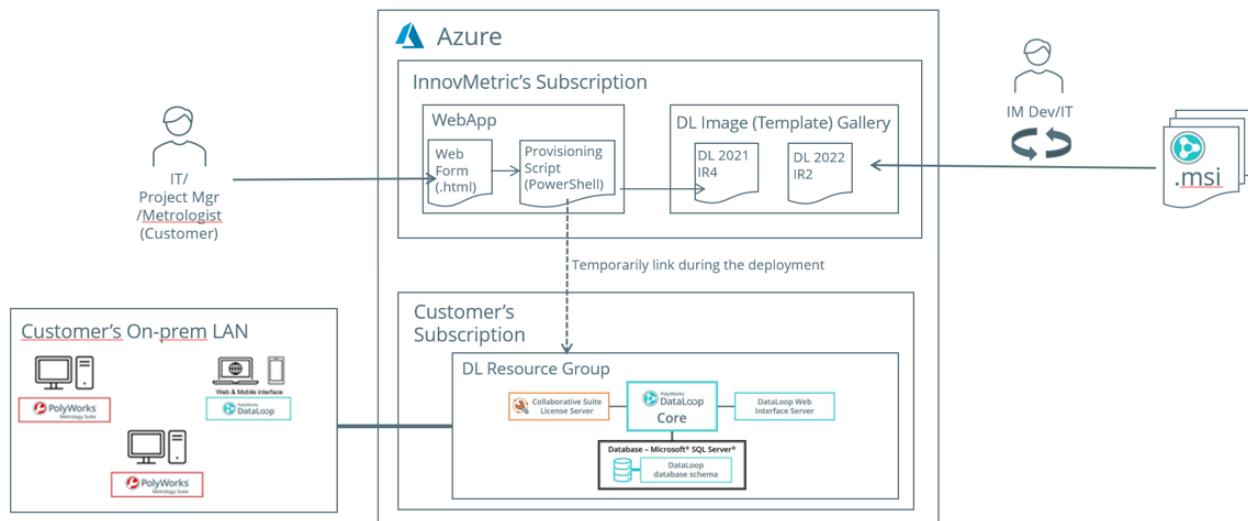 Azure
InnovMetric's Subscription
WebApp
Web
Form
(.html)
Provisioning
Script
(PowerShell)
DL Image (Template) Gallery
DL 2021
IR4
DL 2022
IR2
IM Dev/IT
.msi
IT/
Project Mgr
/Metrologist
(Customer)
Temporarily link during the deployment
Customer's On-prem LAN
PolyWorks
Metrology Suite
Web & Mobile Interface
PolyWorks
DataLoop
PolyWorks
Metrology Suite
Customer's
Subscription
DL Resource Group
Collaborative Suite
License Server
PolyWorks
DataLoop
Core
DataLoop Web
Interface Server
Database – Microsoft® SQL Server®
DataLoop
database schema